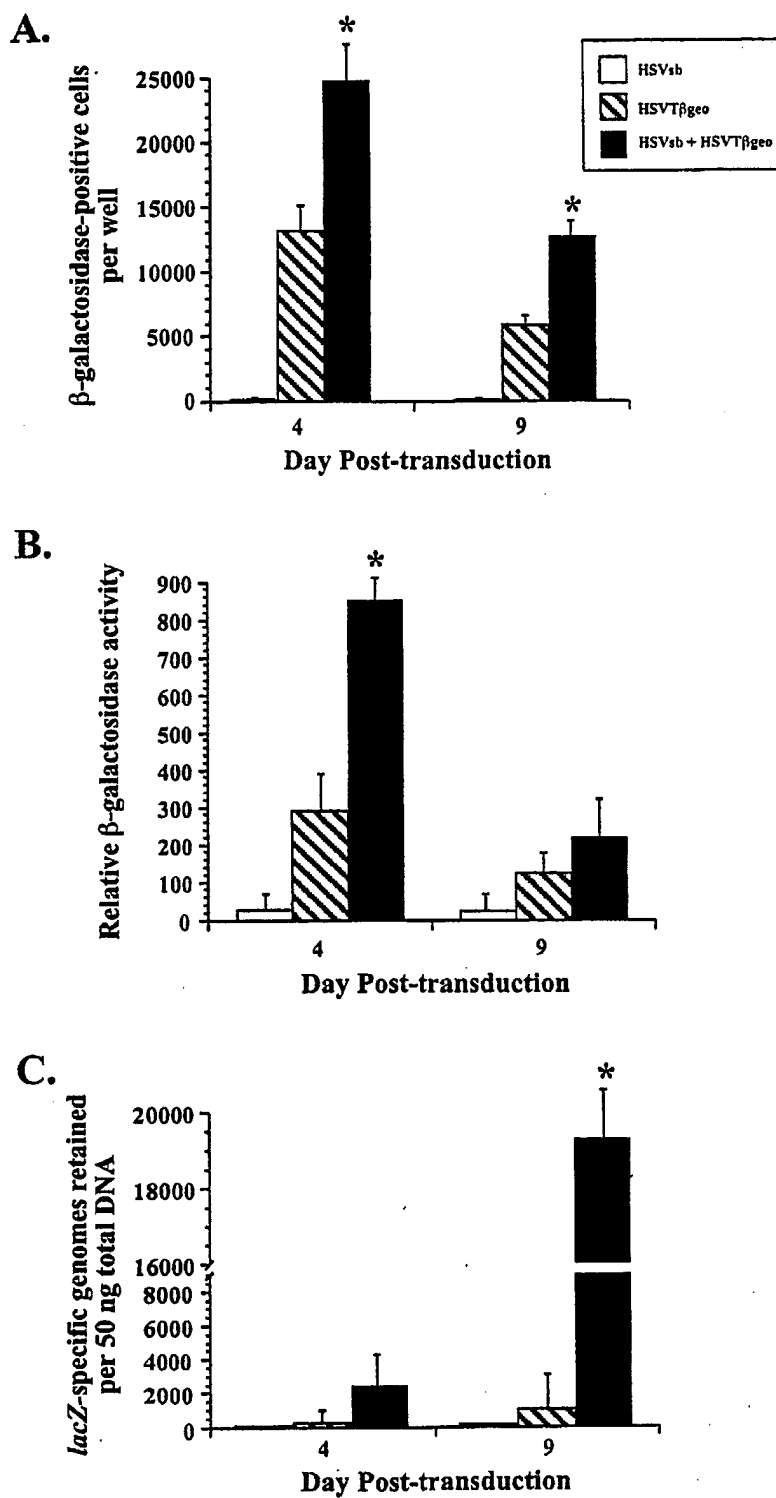 A.
*
*
HSVsb
HSVTβgeo
HSVsb + HSVTβgeo
β-galactosidase-positive cells
per well
25000
20000
15000
10000
5000
0
4
9
Day Post-transduction
B.
*
Relative β-galactosidase activity
900
800
700
600
500
400
300
200
100
0
4
9
Day Post-transduction
C.
*
lacZ-specific genomes retained
per 50 ng total DNA
20000
18000
16000
8000
6000
4000
2000
0
4
9
Day Post-transduction